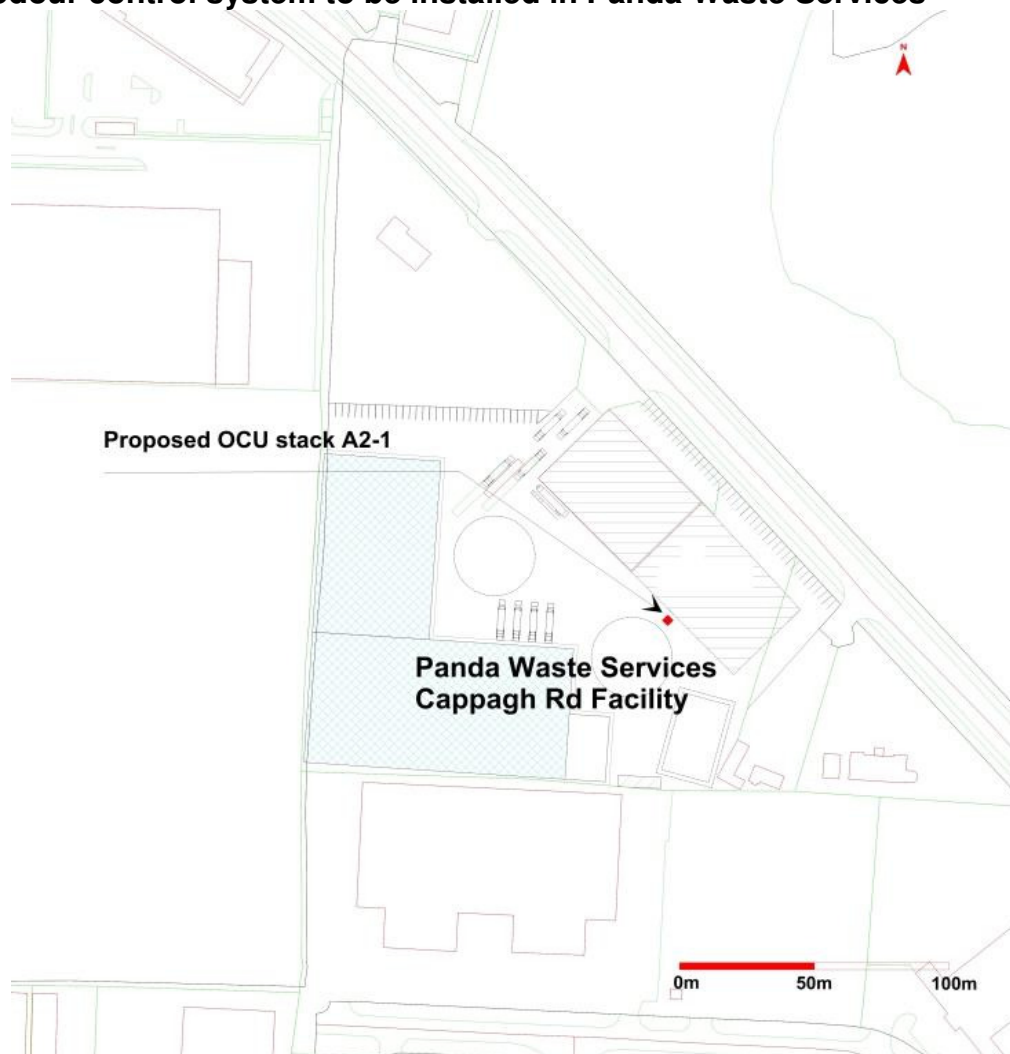 odour control system to be installed in Panda Waste Services
N
Proposed OCU stack A2-1
Panda Waste Services
Cappagh Rd Facility
0m 50m 100m